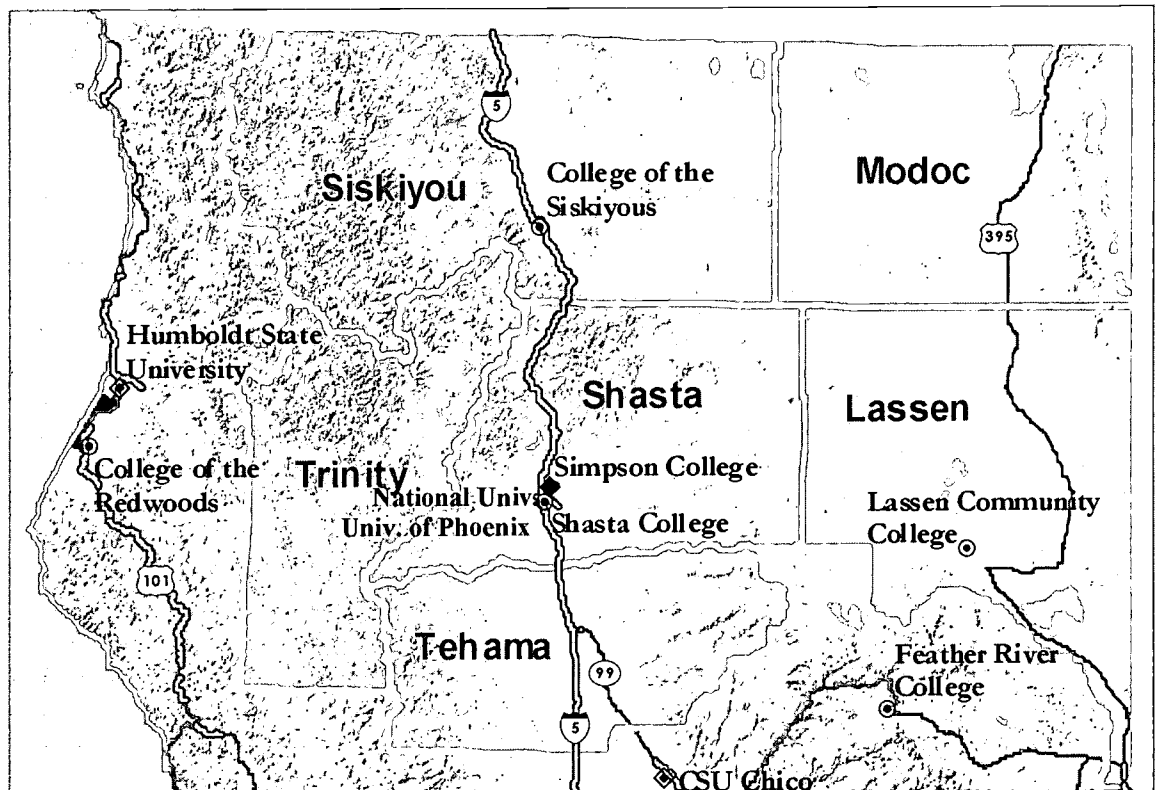 5
Siskiyou
College of the
Siskiyous
Modoc
395
Humboldt State
University
Shasta
Lassen
College of the
Redwoods
Trinity
Simpson College
National Univs
Univ. of Phoenix
Shasta College
Lassen Community
College
101
Tehama
99
Feather River
College
5
CSU Chico